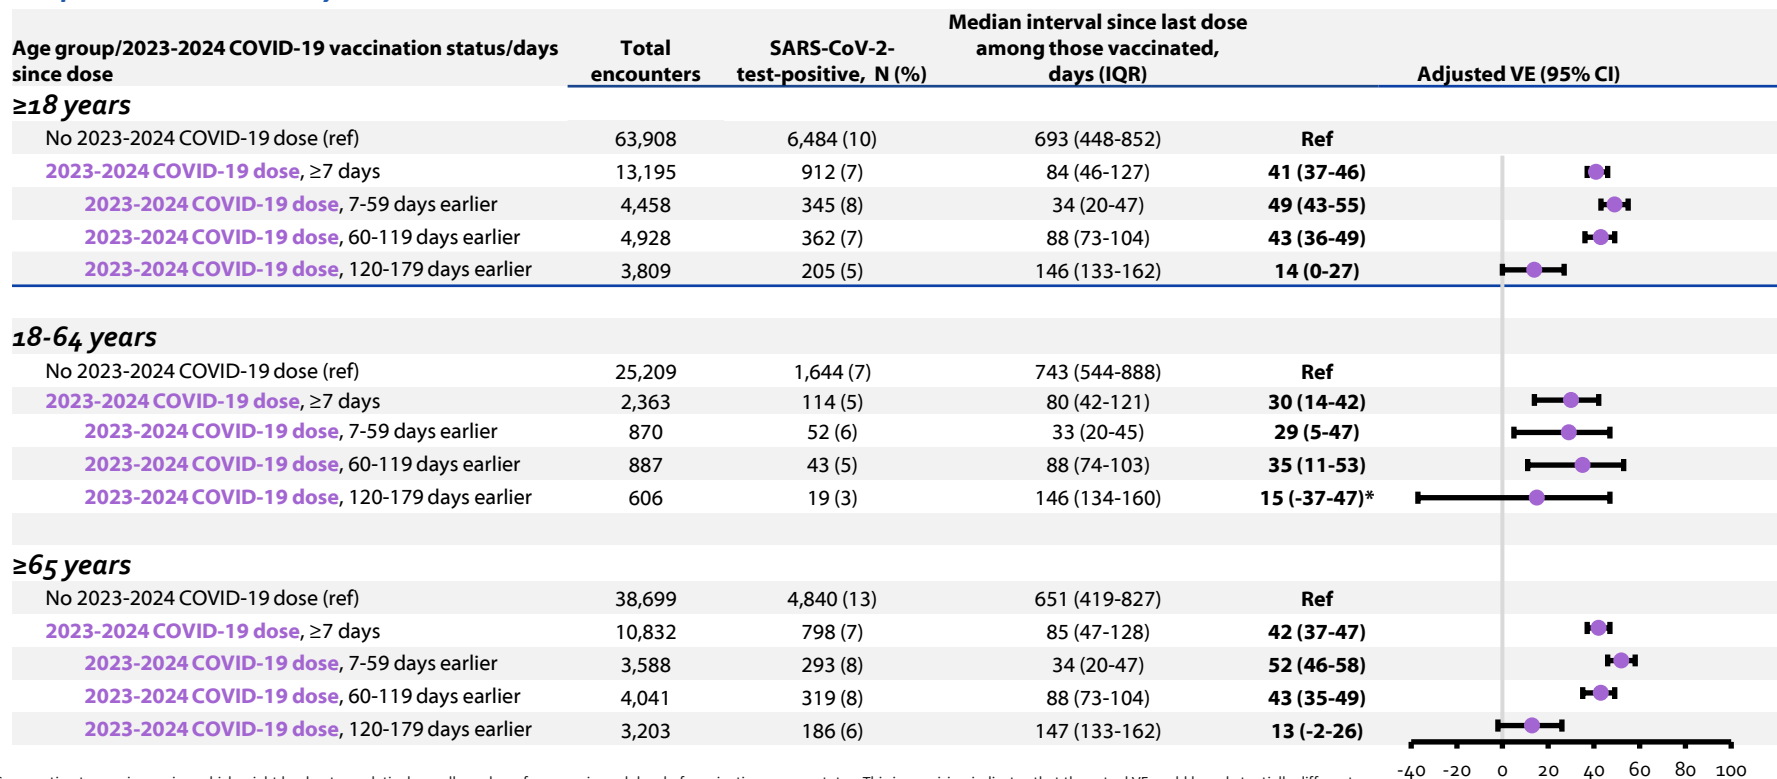 Median interval since last dose
Age group/2023-2024 COVID-19 vaccination status/days Total SARS-CoV-2- among those vaccinated,
since dose encounters test-positive, N (%) days (IQR) Adjusted VE (95% CI)
≥18 years
No 2023-2024 COVID-19 dose (ref) 63,908 6,484 (10) 693 (448-852) Ref
2023-2024 COVID-19 dose, ≥7 days 13,195 912 (7) 84 (46-127) 41 (37-46)
2023-2024 COVID-19 dose, 7-59 days earlier 4,458 345 (8) 34 (20-47) 49 (43-55)
2023-2024 COVID-19 dose, 60-119 days earlier 4,928 362 (7) 88 (73-104) 43 (36-49)
2023-2024 COVID-19 dose, 120-179 days earlier 3,809 205 (5) 146 (133-162) 14 (0-27)
18-64 years
No 2023-2024 COVID-19 dose (ref) 25,209 1,644 (7) 743 (544-888) Ref
2023-2024 COVID-19 dose, ≥7 days 2,363 114 (5) 80 (42-121) 30 (14-42)
2023-2024 COVID-19 dose, 7-59 days earlier 870 52 (6) 33 (20-45) 29 (5-47)
2023-2024 COVID-19 dose, 60-119 days earlier 887 43 (5) 88 (74-103) 35 (11-53)
2023-2024 COVID-19 dose, 120-179 days earlier 606 19 (3) 146 (134-160) 15 (-37-47)*
≥65 years
No 2023-2024 COVID-19 dose (ref) 38,699 4,840 (13) 651 (419-827) Ref
2023-2024 COVID-19 dose, ≥7 days 10,832 798 (7) 85 (47-128) 42 (37-47)
2023-2024 COVID-19 dose, 7-59 days earlier 3,588 293 (8) 34 (20-47) 52 (46-58)
2023-2024 COVID-19 dose, 60-119 days earlier 4,041 319 (8) 88 (73-104) 43 (35-49)
2023-2024 COVID-19 dose, 120-179 days earlier 3,203 186 (6) 147 (133-162) 13 (-2-26)
-40 -20 0 20 40 60 80 100